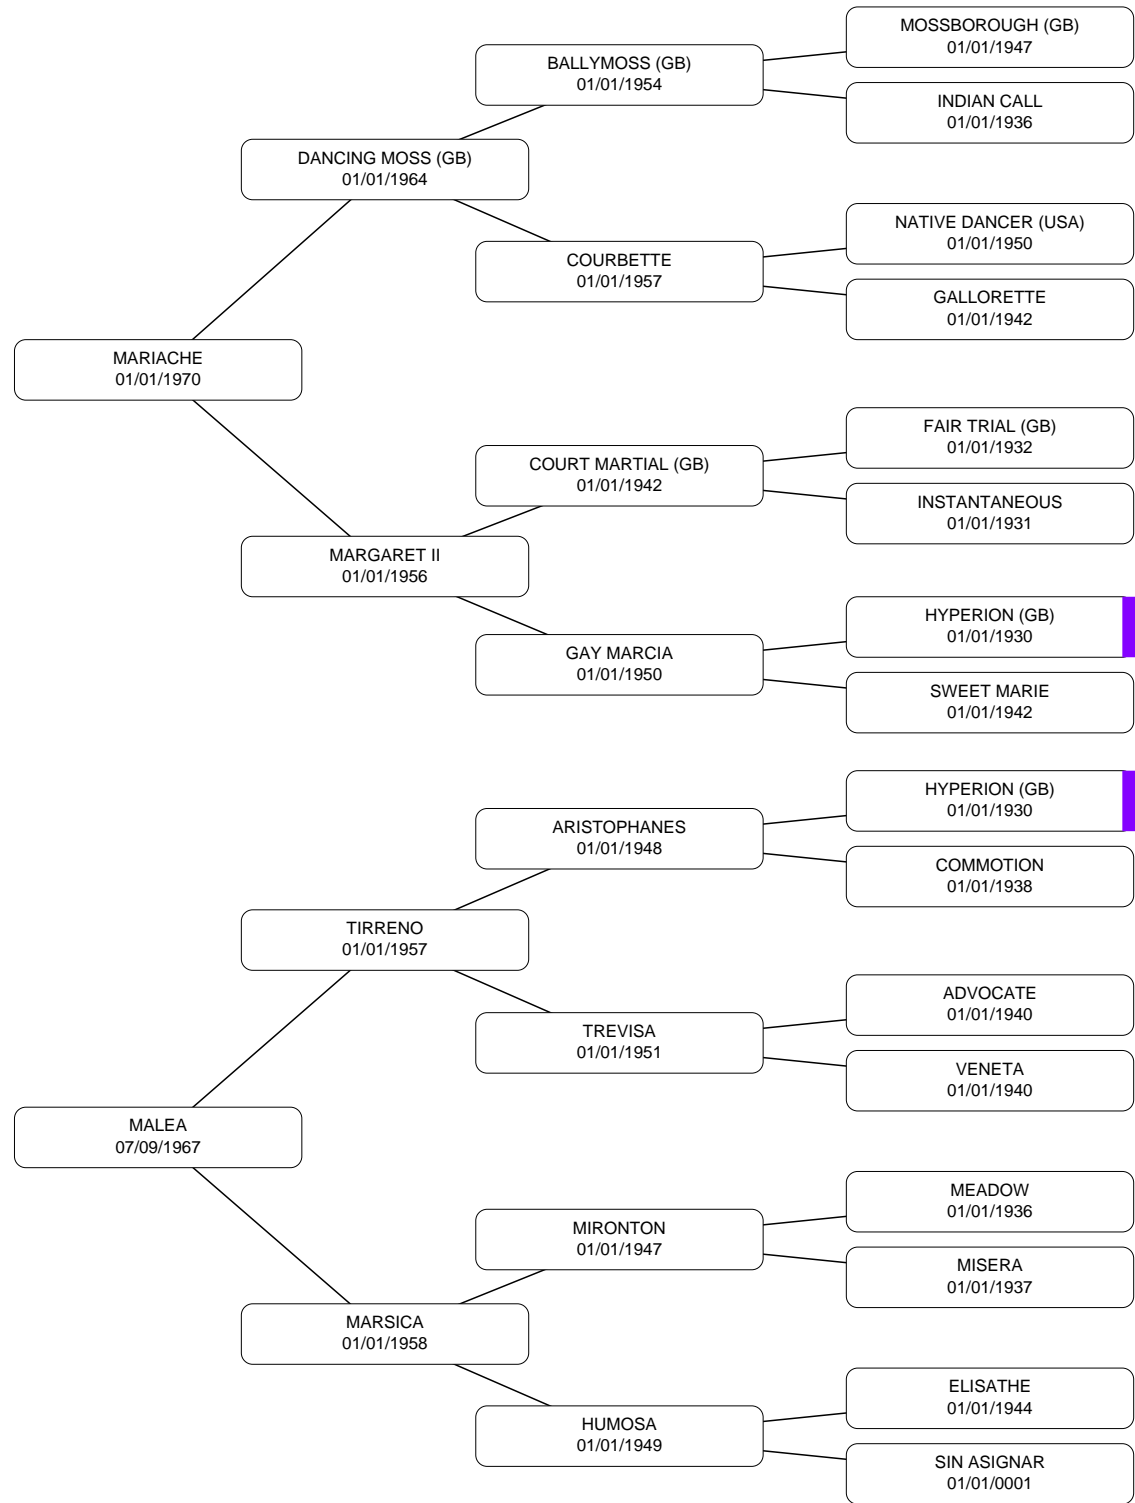 MOSSBOROUGH (GB)
01/01/1947
BALLYMOSS (GB)
01/01/1954
INDIAN CALL
01/01/1936
DANCING MOSS (GB)
01/01/1964
NATIVE DANCER (USA)
01/01/1950
COURBETTE
01/01/1957
GALLORETTE
01/01/1942
MARIACHE
01/01/1970
FAIR TRIAL (GB)
01/01/1932
COURT MARTIAL (GB)
01/01/1942
INSTANTANEOUS
01/01/1931
MARGARET II
01/01/1956
HYPERION (GB)
01/01/1930
GAY MARCIA
01/01/1950
SWEET MARIE
01/01/1942
HYPERION (GB)
01/01/1930
ARISTOPHANES
01/01/1948
COMMOTION
01/01/1938
TIRRENO
01/01/1957
ADVOCATE
01/01/1940
TREVISA
01/01/1951
VENETA
01/01/1940
MALEA
07/09/1967
MEADOW
01/01/1936
MIRONTON
01/01/1947
MISERA
01/01/1937
MARSICA
01/01/1958
ELISATHE
01/01/1944
HUMOSA
01/01/1949
SIN ASIGNAR
01/01/0001